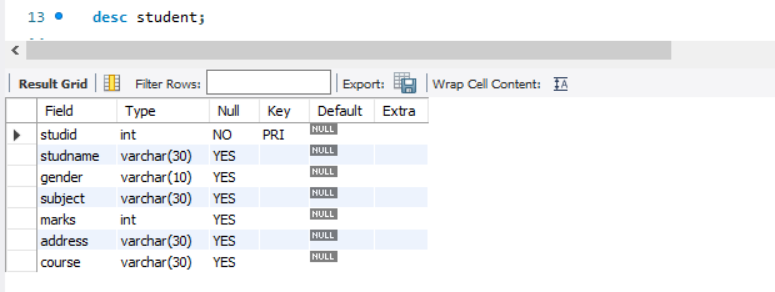 13 desc student;
Result Grid Filter Rows: Export: Wrap Cell Content: IA
Field Type Null Key Default Extra
studid int NO PRI NULL
studname varchar(30) YES NULL
gender varchar(10) YES NULL
subject varchar(30) YES NULL
marks int YES NULL
address varchar(30) YES NULL
course varchar(30) YES NULL